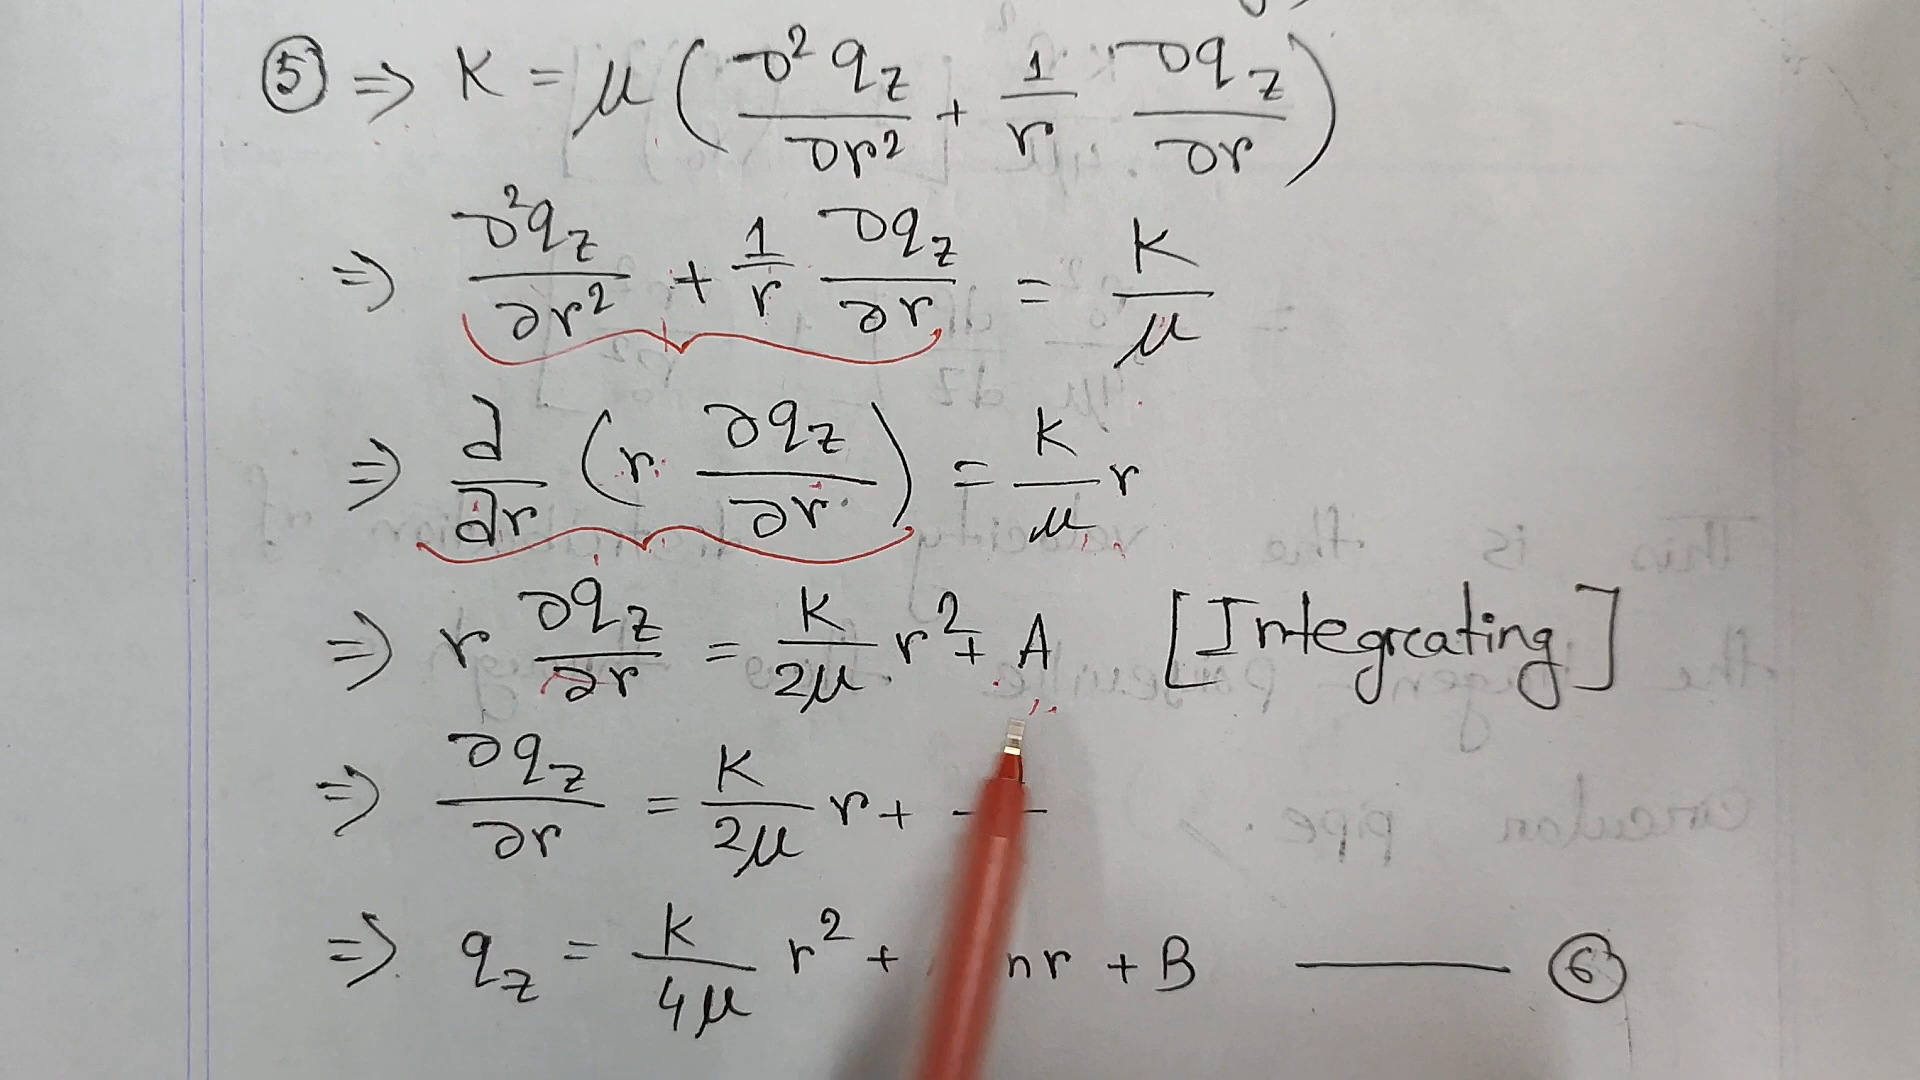 ⑤ ⇒ K = μ ( ∂²q_z/∂r² + 1/r ∂q_z/∂r )
⇒ ∂²q_z/∂r² + 1/r ∂q_z/∂r = K/μ
⇒ ∂/∂r ( r ∂q_z/∂r ) = K/μ r
⇒ r ∂q_z/∂r = K/2μ r² + A [Integrating]
⇒ ∂q_z/∂r = K/2μ r +
⇒ q_z = K/4μ r² + nr + B —— ⑥